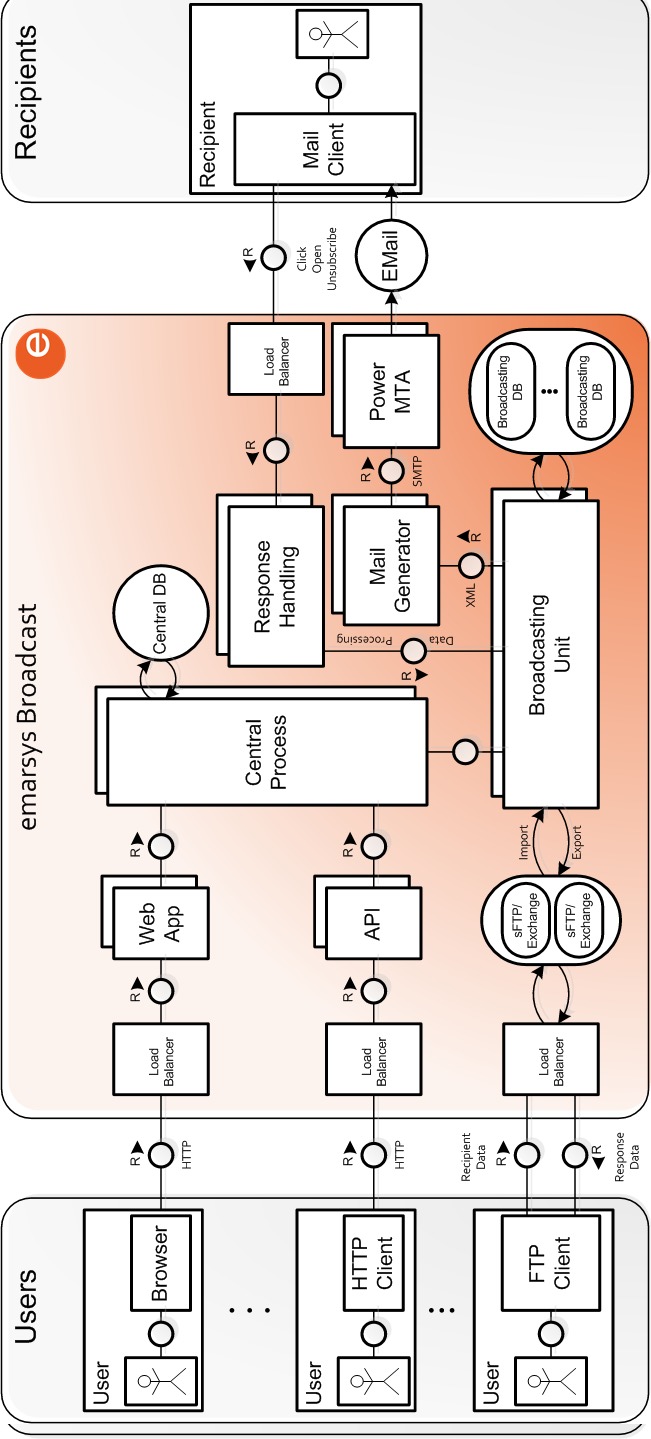 Users
User
Browser
. . .
User
HTTP
Client
...
User
FTP
Client
R
HTTP
R
HTTP
Recipient
Data
R
R
Response
Data
emarsys Broadcast
e
Load
Balancer
R
Web
App
R
Load
Balancer
R
API
R
Load
Balancer
sFTP/
Exchange
sFTP/
Exchange
Import
Export
Central
Process
Central DB
Response
Handling
R
Load
Balancer
Data
Processing
R
Mail
Generator
R
SMTP
Power
MTA
XML
R
Broadcasting
Unit
Broadcasting
DB
...
Broadcasting
DB
R
Click
Open
Unsubscribe
EMail
Recipients
Recipient
Mail
Client